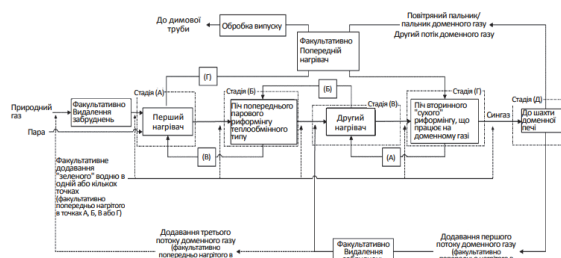 До димової
труби
Обробка випуску
Повітряний пальник/
пальник доменного газу
Другий потік доменного газу
Факультативно
Попередній
нагрівач
(Г)
(Б)
Стадія (А)
Стадія (Б)
Стадія (В)
Стадія (Г)
Стадія (Д)
Природний
газ
Пара
Факультативно
Видалення
забруднень
Перший
нагрівач
Піч попереднього
парового
риформінгу
теплообмінного
типу
Другий
нагрівач
Піч вторинного
"сухого"
риформінгу, що
працює на
доменному газі
Сингаз
До шахти
доменної
печі
(В)
(А)
Факультативне
додавання
"зеленого" водню в
одній або кількох
точках
(факультативно
попередньо нагрітого
в точках А, Б, В або Г)
Додавання третього
потоку доменного газу
(факультативно
попередньо нагрітого в
Факультативно
Видалення
Додавання першого
потоку доменного газу
(факультативно